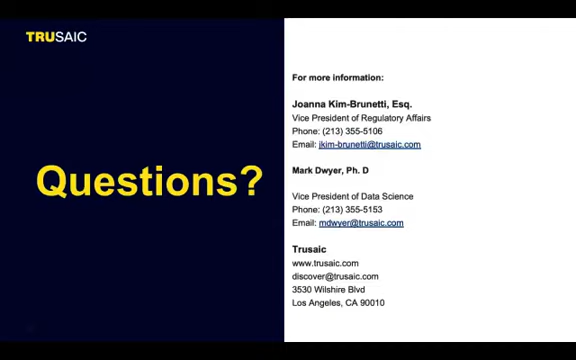 TRUSAIC
Questions?
For more information:
Joanna Kim-Brunetti, Esq.
Vice President of Regulatory Affairs
Phone: (213) 355-5106
Email: jkim-brunetti@trusaic.com
Mark Dwyer, Ph. D
Vice President of Data Science
Phone: (213) 355-5153
Email: mdwyer@trusaic.com
Trusaic
www.trusaic.com
discover@trusaic.com
3530 Wilshire Blvd
Los Angeles, CA 90010